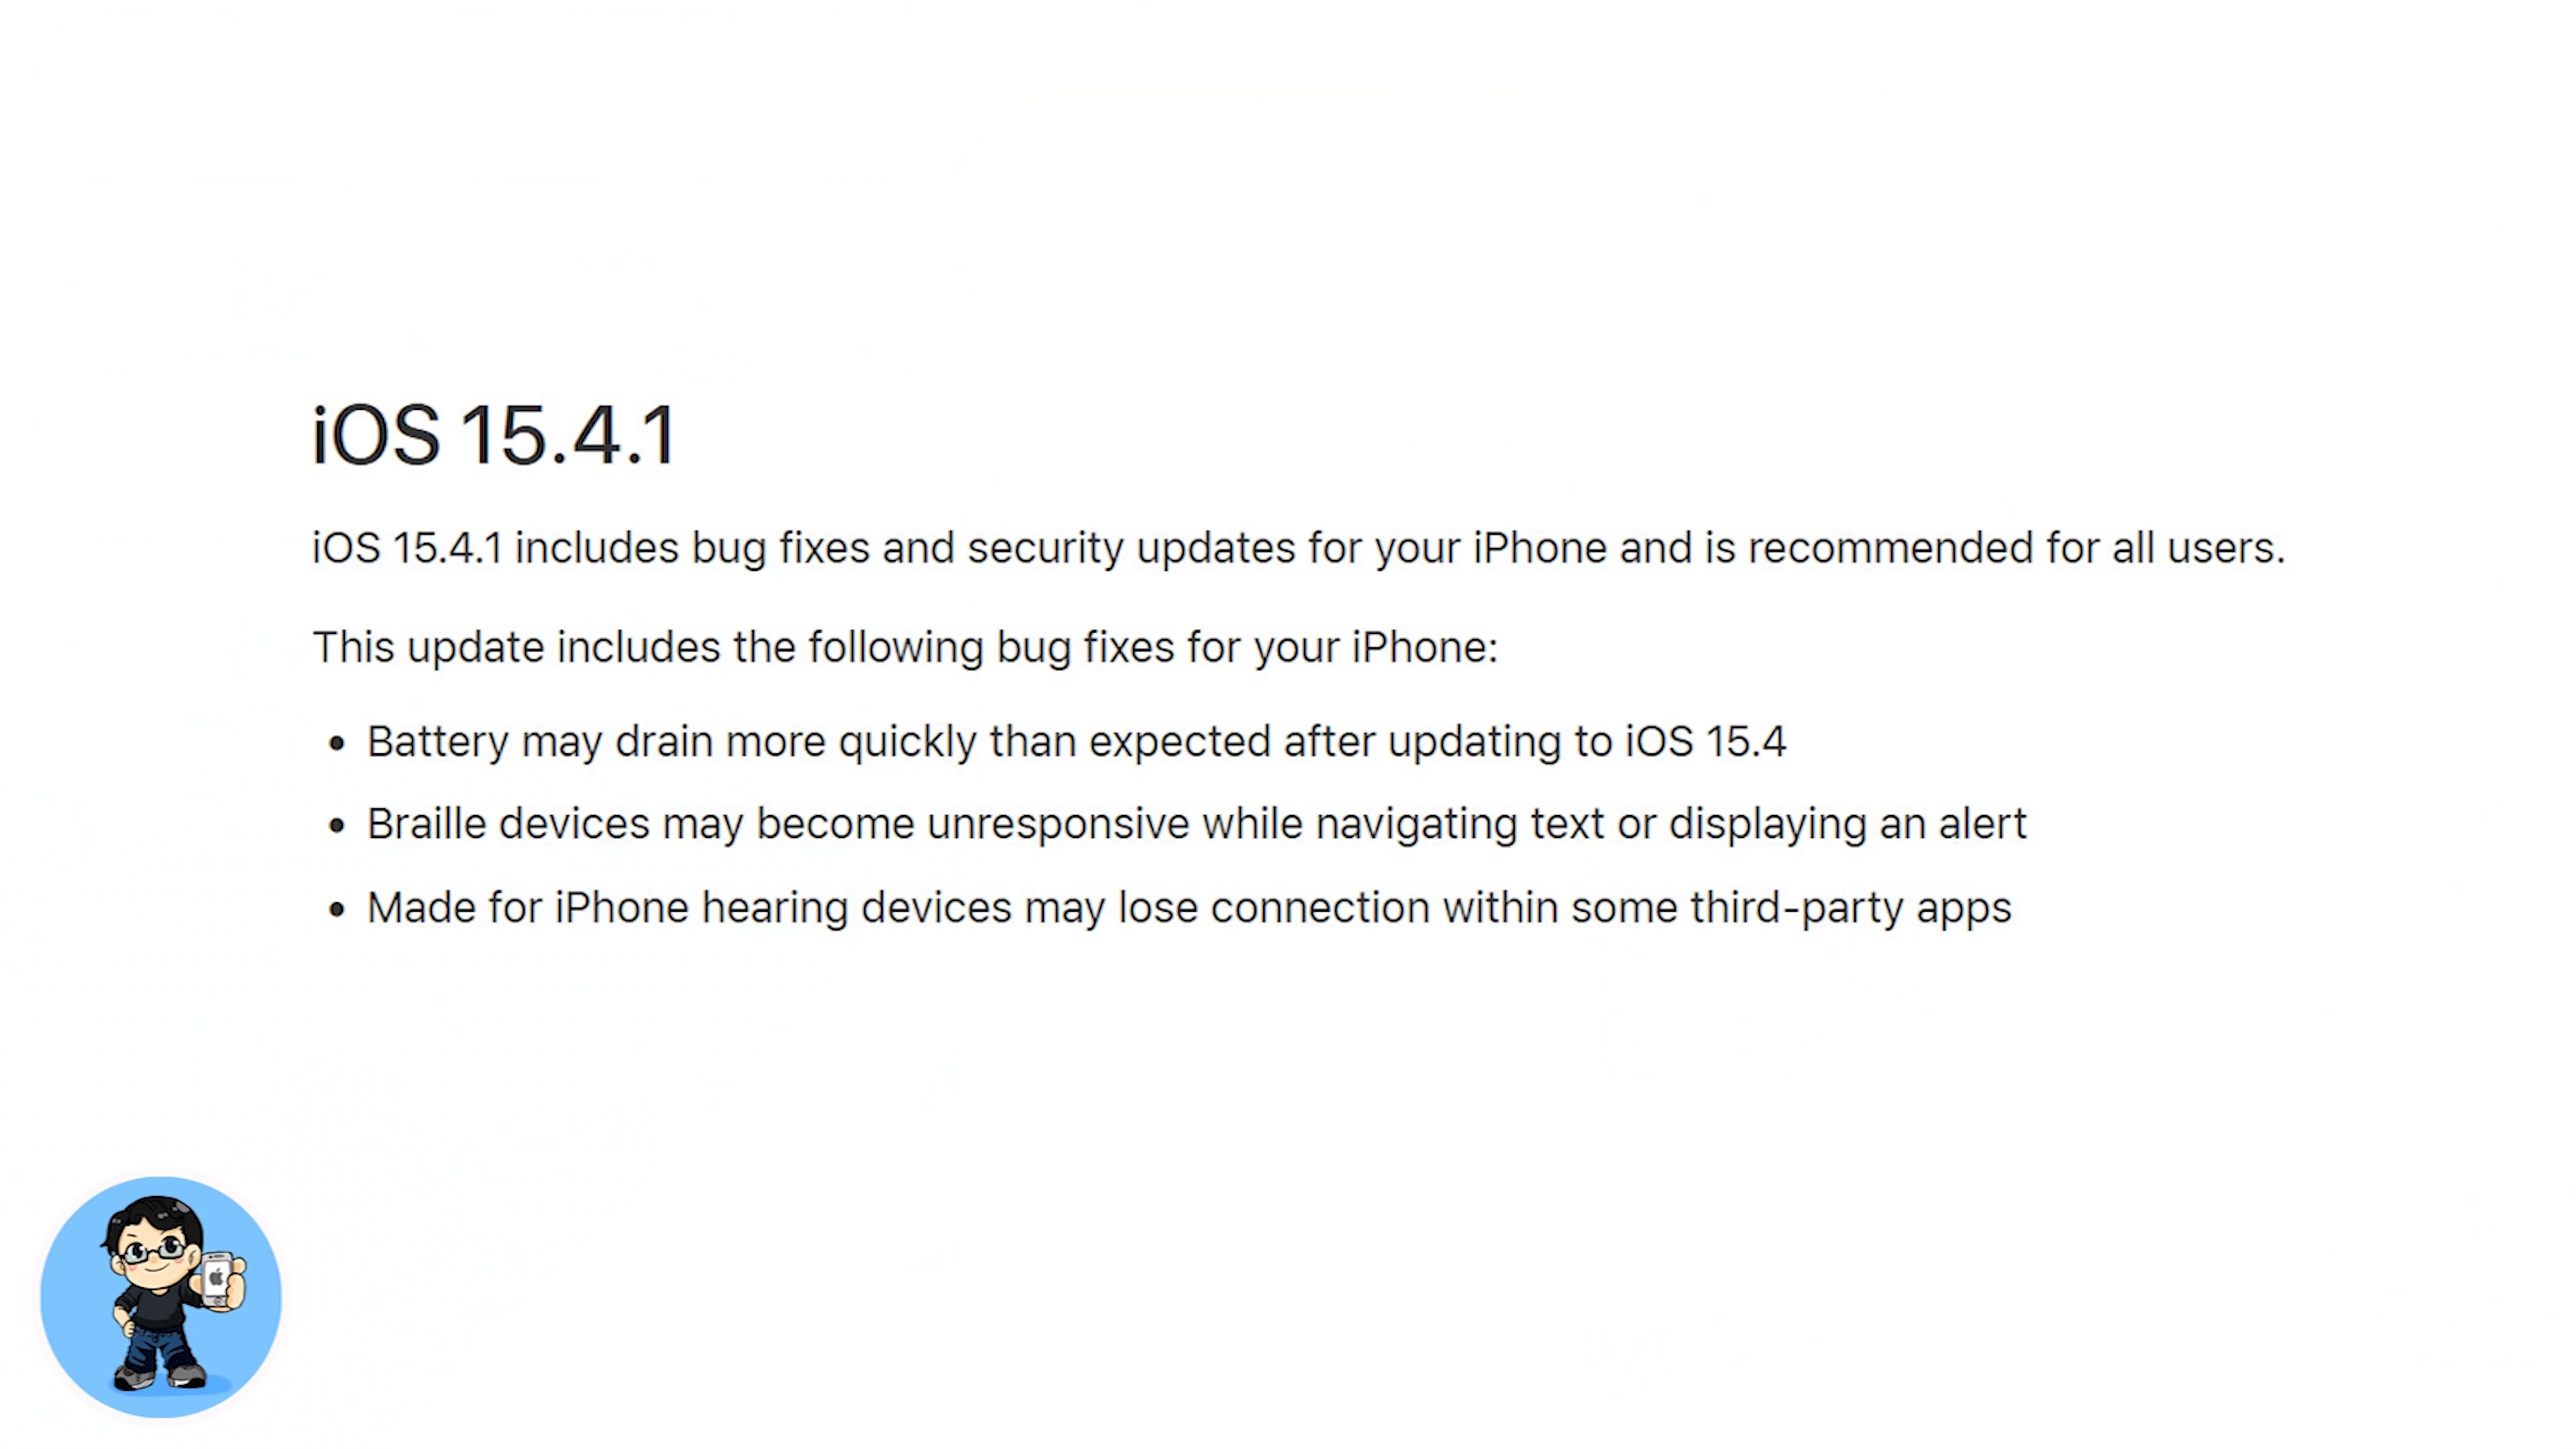 iOS 15.4.1
iOS 15.4.1 includes bug fixes and security updates for your iPhone and is recommended for all users.
This update includes the following bug fixes for your iPhone:
• Battery may drain more quickly than expected after updating to iOS 15.4
• Braille devices may become unresponsive while navigating text or displaying an alert
• Made for iPhone hearing devices may lose connection within some third-party apps